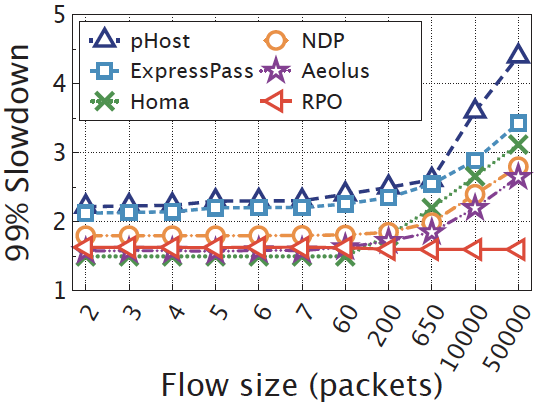 5
4
3
2
1
99% Slowdown
pHost
ExpressPass
Homa
NDP
Aeolus
RPO
2
3
4
5
6
7
60
200
650
10000
50000
Flow size (packets)